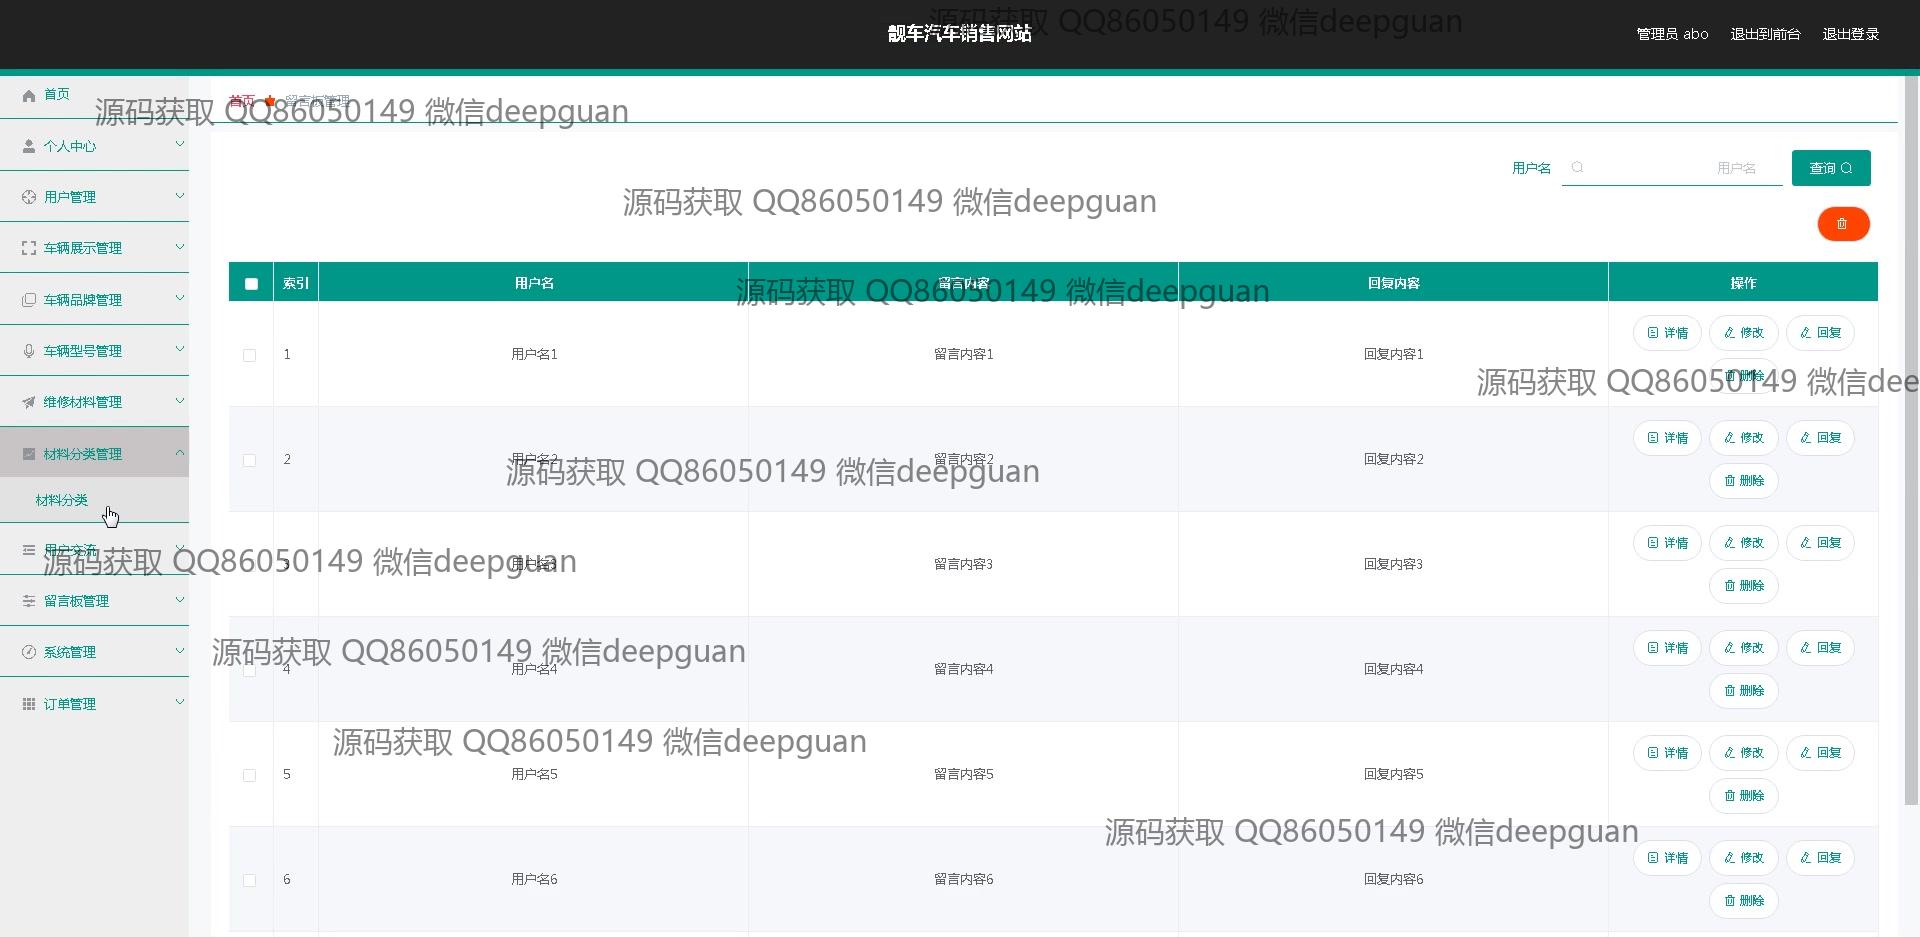 靓车汽车销售网站
源码获取 QQ86050149 微信deepguan
管理员 abo
退出到前台
退出登录
首页
首页
留言板管理
源码获取 QQ86050149 微信deepguan
个人中心
用户名
用户名
查询
用户管理
源码获取 QQ86050149 微信deepguan
车辆展示管理
索引
用户名
留言内容
回复内容
操作
源码获取 QQ86050149 微信deepguan
车辆品牌管理
1
用户名1
留言内容1
回复内容1
详情
修改
回复
删除
车辆型号管理
源码获取 QQ86050149 微信dee
维修材料管理
2
用户名2
留言内容2
回复内容2
详情
修改
回复
删除
材料分类管理
源码获取 QQ86050149 微信deepguan
材料分类
3
用户名3
留言内容3
回复内容3
详情
修改
回复
删除
用户交流
源码获取 QQ86050149 微信deepguan
留言板管理
4
用户名4
留言内容4
回复内容4
详情
修改
回复
删除
系统管理
源码获取 QQ86050149 微信deepguan
订单管理
源码获取 QQ86050149 微信deepguan
5
用户名5
留言内容5
回复内容5
详情
修改
回复
删除
源码获取 QQ86050149 微信deepguan
6
用户名6
留言内容6
回复内容6
详情
修改
回复
删除